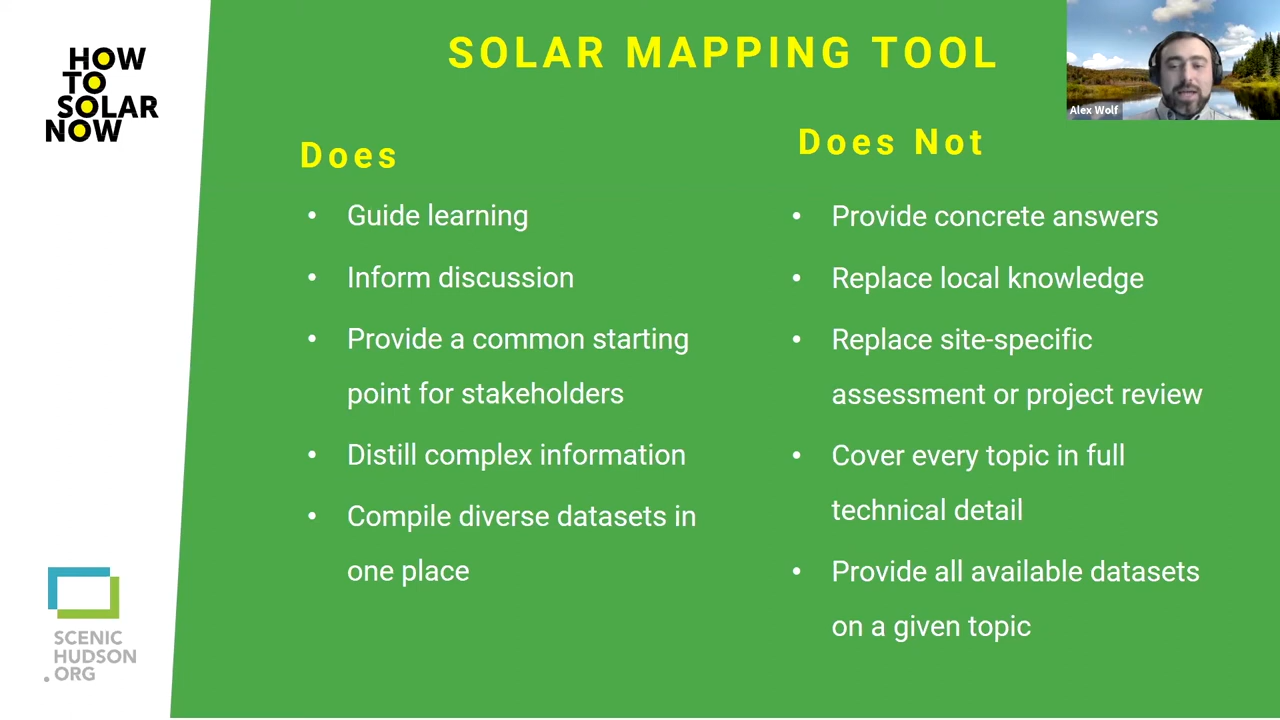 HOW
TO
SOLAR
NOW
SOLAR MAPPING TOOL
Alex Wolf
Does
• Guide learning
• Inform discussion
• Provide a common starting
point for stakeholders
• Distill complex information
• Compile diverse datasets in
one place
Does Not
• Provide concrete answers
• Replace local knowledge
• Replace site-specific
assessment or project review
• Cover every topic in full
technical detail
• Provide all available datasets
on a given topic
SCENIC
HUDSON
.ORG